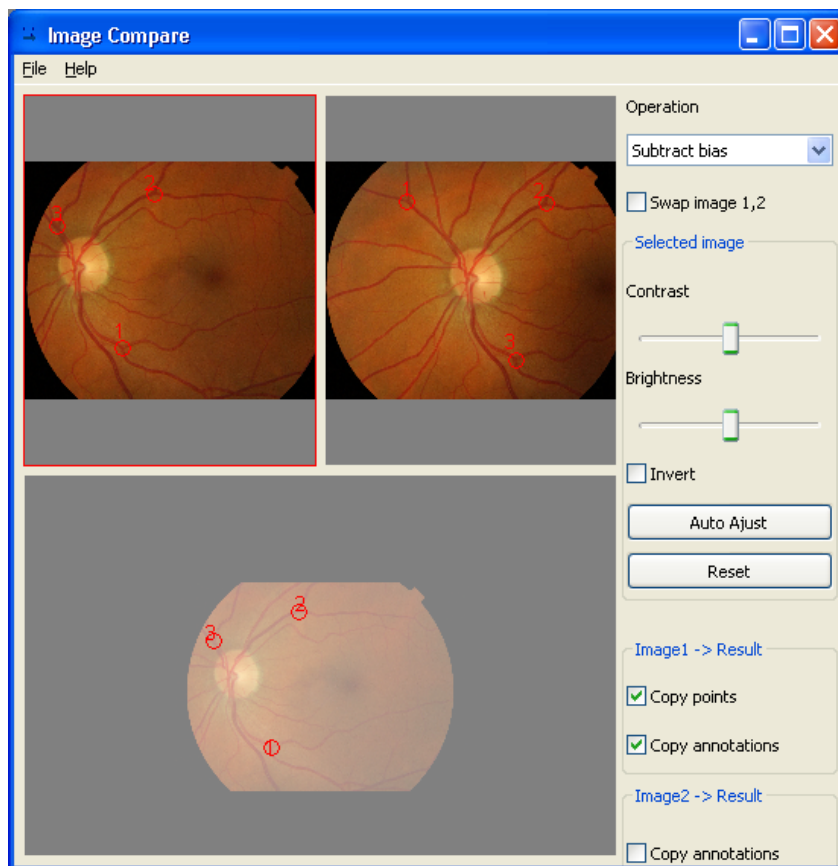 Image Compare
File Help
2
3
1
1
2
3
Operation
Subtract bias
Swap image 1,2
Selected image
Contrast
Brightness
Invert
Auto Ajust
Reset
2
3
1
Image1 -> Result
Copy points
Copy annotations
Image2 -> Result
Copy annotations